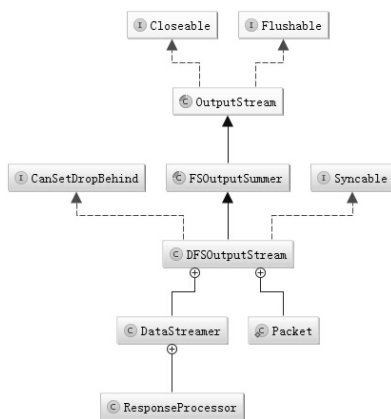 Closeable
Flushable
OutputStream
CanSetDropBehind
FSOutputSummer
Syncable
DFSOutputStream
DataStreamer
Packet
ResponseProcessor